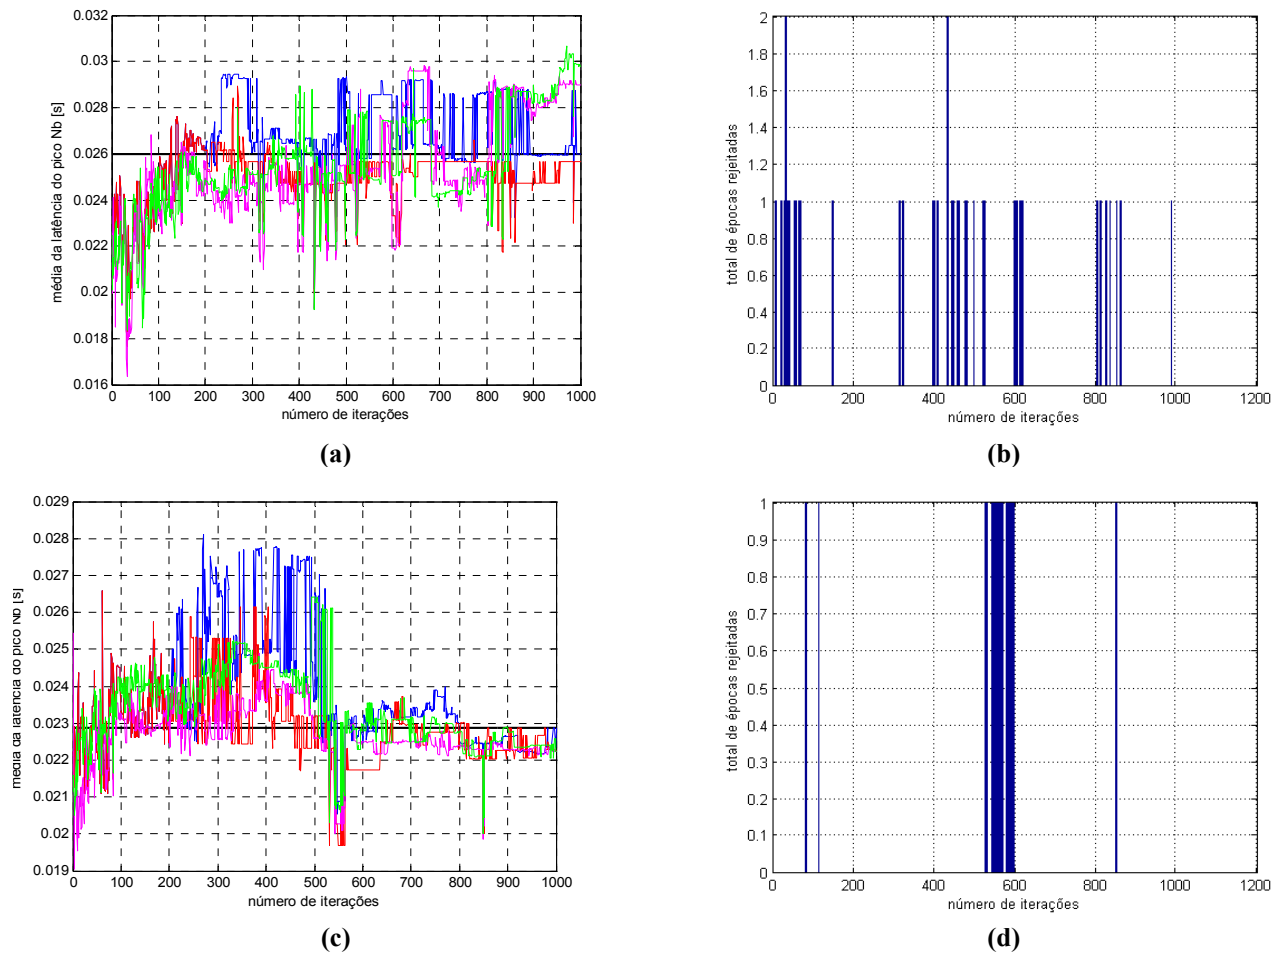 0.032
0.03
0.028
0.026
0.024
0.022
0.02
0.018
0.016
0 100 200 300 400 500 600 700 800 900 1000
média da latência do pico Nb [s]
número de iterações
(a)
2
1.8
1.6
1.4
1.2
1
0.8
0.6
0.4
0.2
0
0 200 400 600 800 1000 1200
total de épocas rejeitadas
número de iterações
(b)
0.029
0.028
0.027
0.026
0.025
0.024
0.023
0.022
0.021
0.02
0.019
0 100 200 300 400 500 600 700 800 900 1000
média da latência do pico Nb [s]
número de iterações
(c)
1
0.9
0.8
0.7
0.6
0.5
0.4
0.3
0.2
0.1
0
0 200 400 600 800 1000 1200
total de épocas rejeitadas
número de iterações
(d)